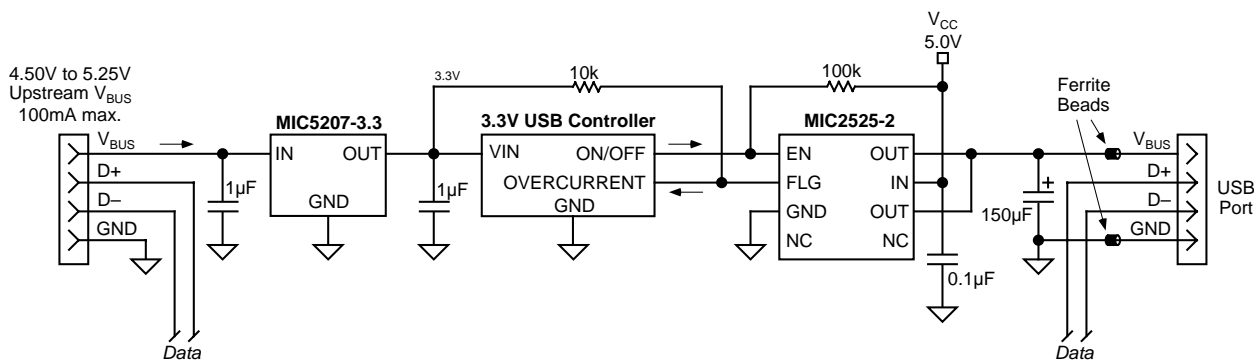 4.50V to 5.25V
Upstream VBUS
100mA max.
VBUS
D+
D–
GND
Data
1µF
MIC5207-3.3
IN
OUT
GND
1µF
3.3V
10k
3.3V USB Controller
VIN
ON/OFF
OVERCURRENT
GND
100k
VCC
5.0V
MIC2525-2
EN
OUT
FLG
IN
GND
OUT
NC
NC
0.1µF
+
150µF
Ferrite
Beads
VBUS
D+
D–
GND
USB
Port
Data